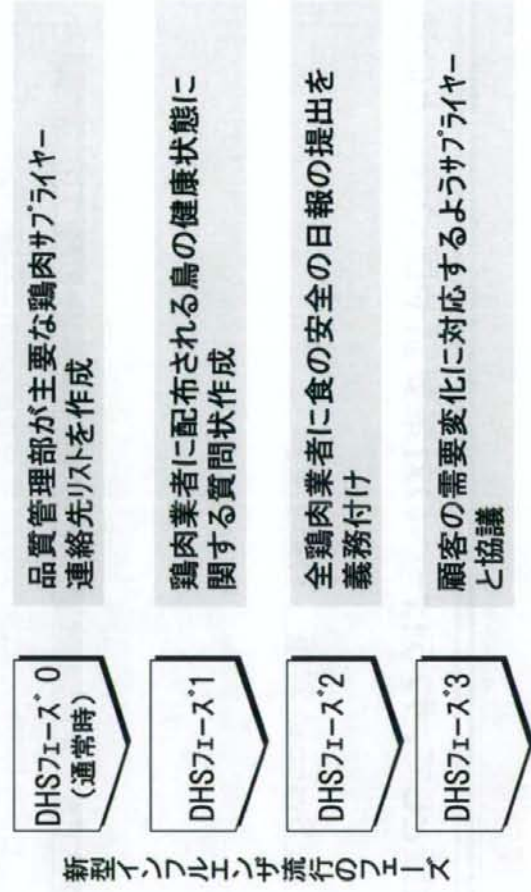 新型インフルエンザ流行のフェーズ
DHSフェーズ0
(通常時)
品質管理部が主要な鶏肉サプライヤー
連絡先リストを作成
DHSフェーズ1
鶏肉業者に配布される鳥の健康状態に
関する質問状作成
DHSフェーズ2
全鶏肉業者に食の安全の日報の提出を
義務付け
DHSフェーズ3
顧客の需要変化に対応するようサプライヤー
と協議